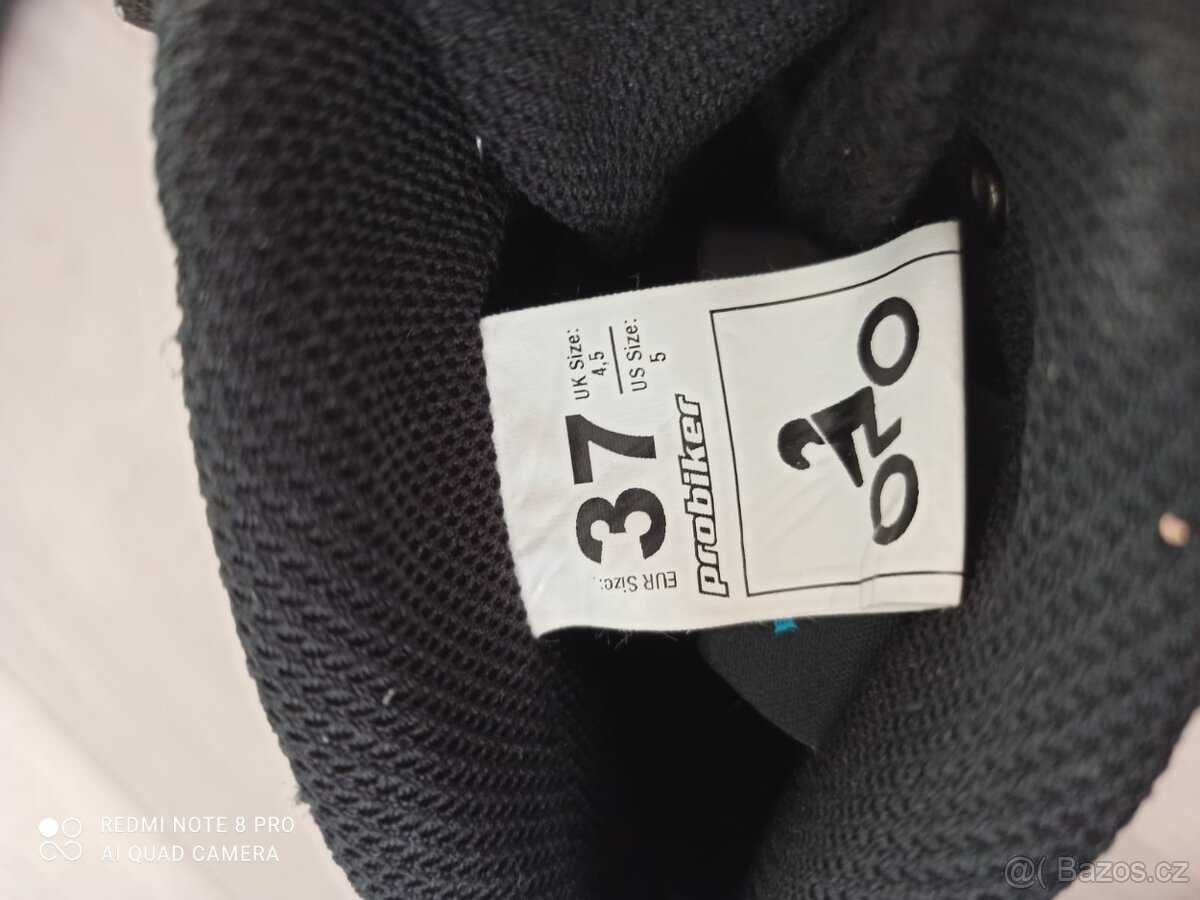 EUR Size:
37
UK Size:
4,5
US Size:
5
probiker
REDMI NOTE 8 PRO
AI QUAD CAMERA
@( Bazos.cz